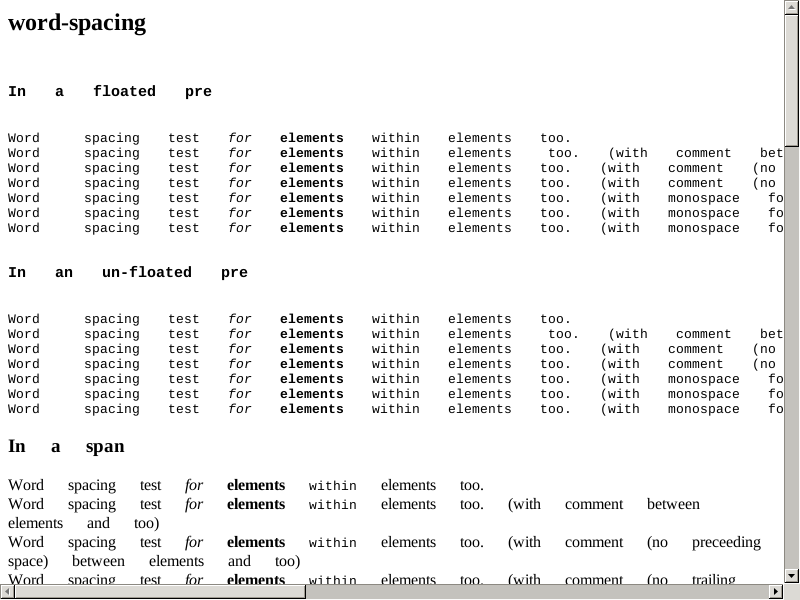 word-spacing
In a floated pre
Word spacing test for elements within elements too.
Word spacing test for elements within elements too. (with comment bet
Word spacing test for elements within elements too. (with comment (no
Word spacing test for elements within elements too. (with comment (no
Word spacing test for elements within elements too. (with monospace fo
Word spacing test for elements within elements too. (with monospace fo
Word spacing test for elements within elements too. (with monospace fo
In an un-floated pre
Word spacing test for elements within elements too.
Word spacing test for elements within elements too. (with comment bet
Word spacing test for elements within elements too. (with comment (no
Word spacing test for elements within elements too. (with comment (no
Word spacing test for elements within elements too. (with monospace fo
Word spacing test for elements within elements too. (with monospace fo
Word spacing test for elements within elements too. (with monospace fo
In a span
Word spacing test for elements within elements too.
Word spacing test for elements within elements too. (with comment between
elements and too)
Word spacing test for elements within elements too. (with comment (no preceeding
space) between elements and too)
Word spacing test for elements within elements too. (with comment (no trailing